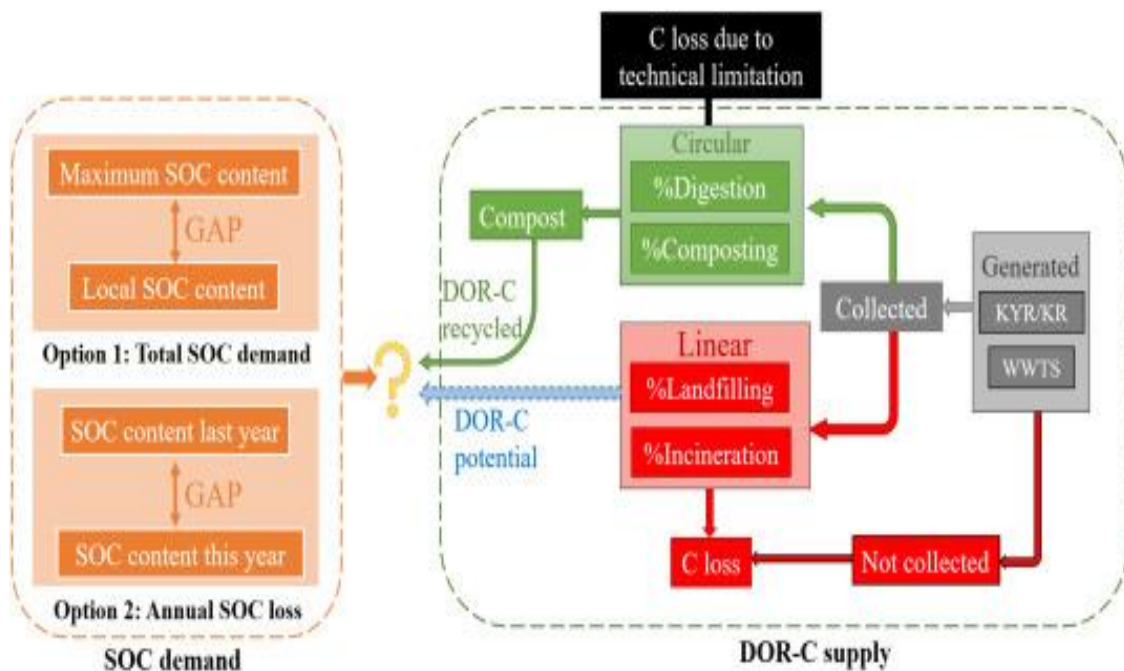 Maximum SOC content
GAP
Local SOC content
Option 1: Total SOC demand
SOC content last year
GAP
SOC content this year
Option 2: Annual SOC loss
SOC demand
C loss due to
technical limitation
Circular
%Digestion
%Composting
Compost
DOR-C
recycled
DOR-C
potential
Linear
%Landfilling
%Incineration
Collected
Generated
KYR/KR
WWTS
Not collected
C loss
DOR-C supply